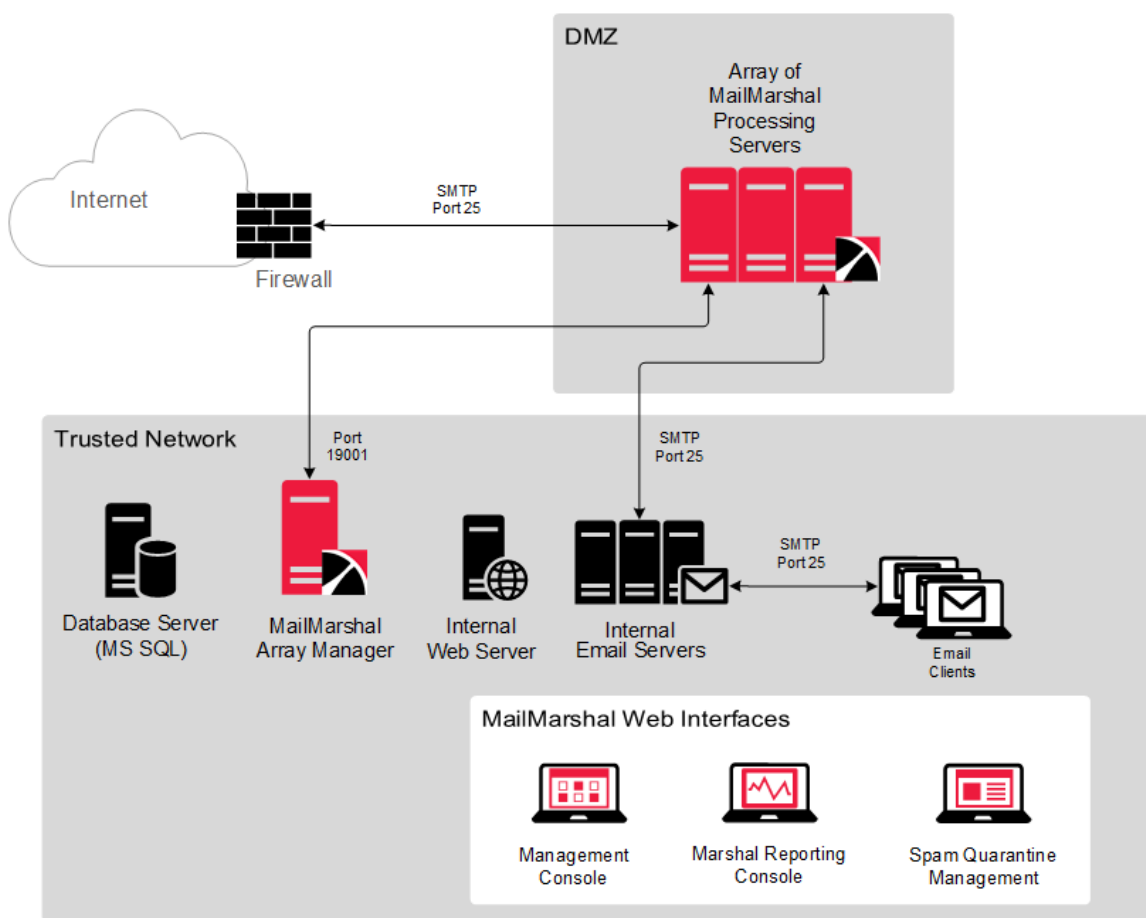 DMZ
Array of
MailMarshal
Processing
Servers
Internet
SMTP
Port 25
Firewall
Trusted Network
Port
19001
SMTP
Port 25
SMTP
Port 25
Database Server
(MS SQL)
MailMarshal
Array Manager
Internal
Web Server
Internal
Email Servers
Email
Clients
MailMarshal Web Interfaces
Management
Console
Marshal Reporting
Console
Spam Quarantine
Management